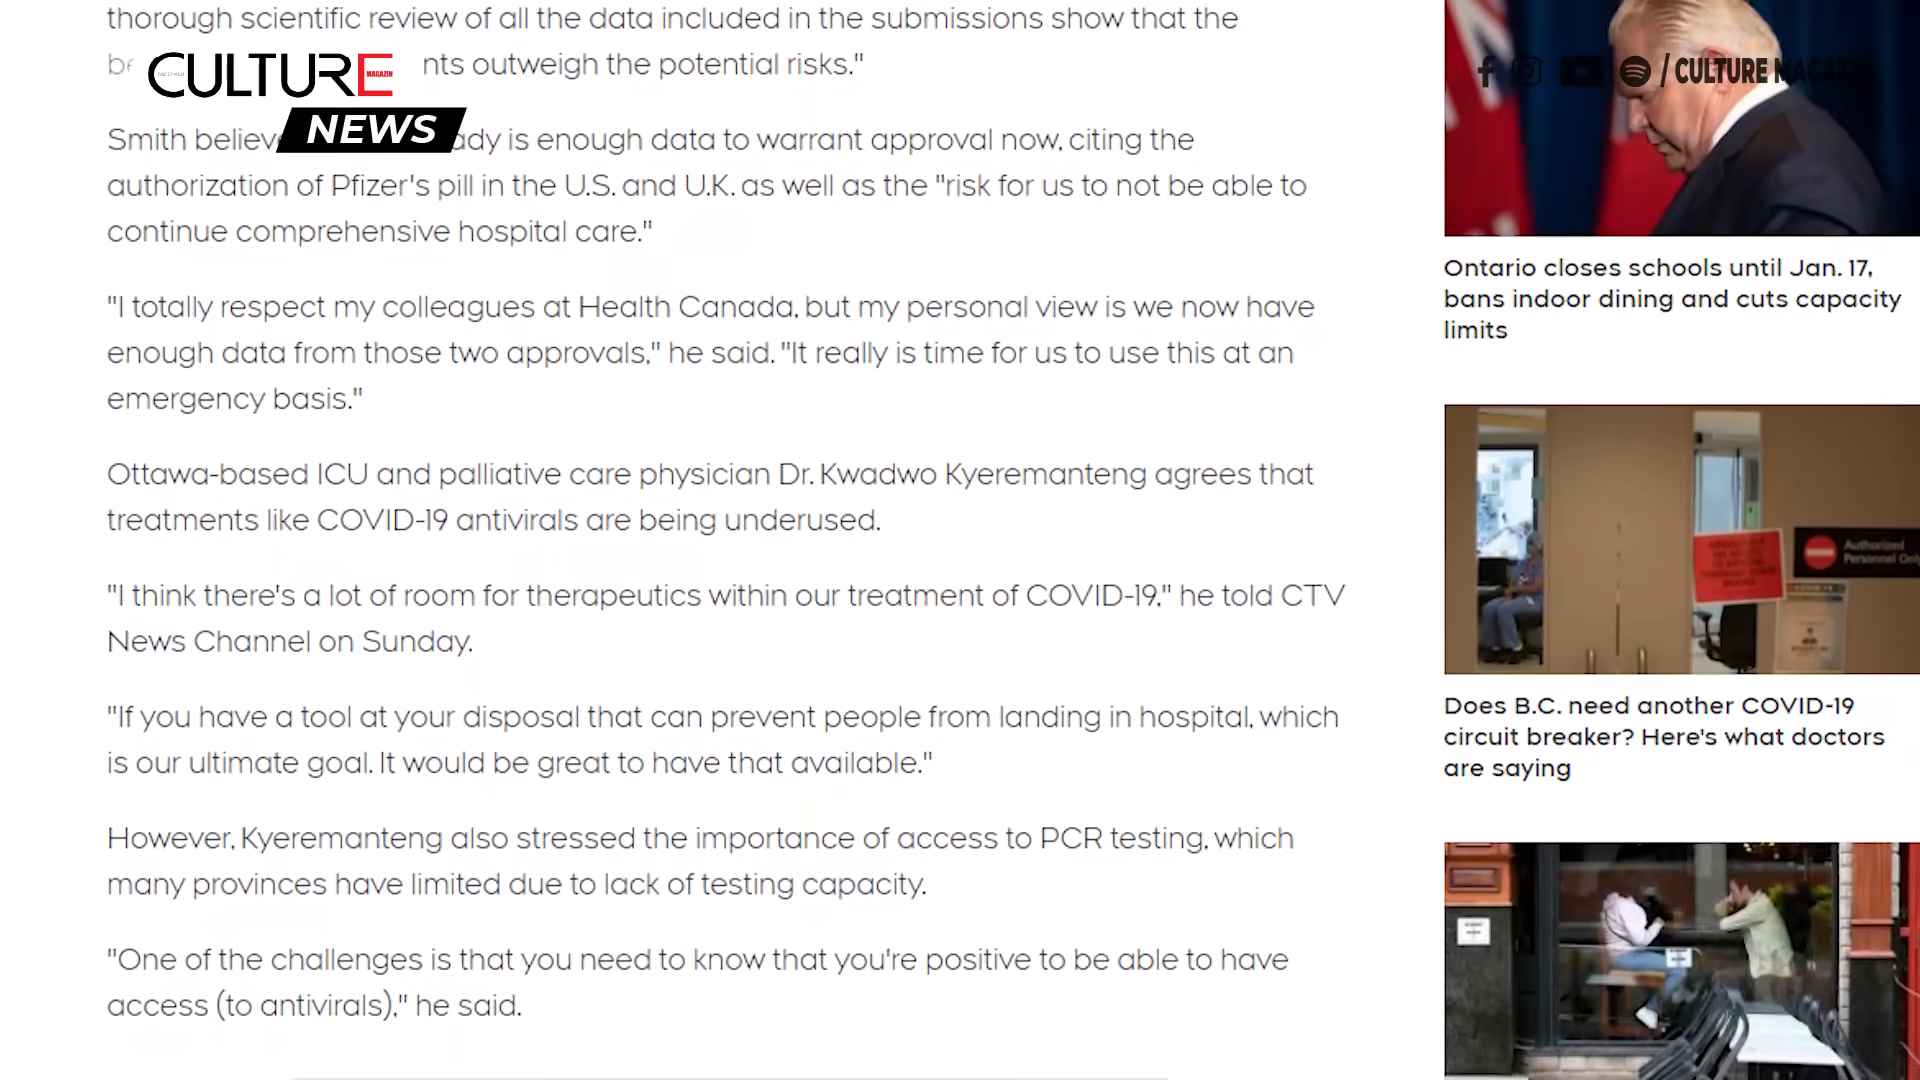 thorough scientific review of all the data included in the submissions show that the
nts outweigh the potential risks."
CULTURE
MAGAZIN
NEWS
/ CULTURE
Smith is enough data to warrant approval now, citing the
authorization of Pfizer's pill in the U.S. and U.K. as well as the "risk for us to not be able to
continue comprehensive hospital care."
"I totally respect my colleagues at Health Canada, but my personal view is we now have
enough data from those two approvals," he said. "It really is time for us to use this at an
emergency basis."
Ottawa-based ICU and palliative care physician Dr. Kwadwo Kyeremanteng agrees that
treatments like COVID-19 antivirals are being underused.
"I think there's a lot of room for therapeutics within our treatment of COVID-19," he told CTV
News Channel on Sunday.
"If you have a tool at your disposal that can prevent people from landing in hospital, which
is our ultimate goal. It would be great to have that available."
However, Kyeremanteng also stressed the importance of access to PCR testing, which
many provinces have limited due to lack of testing capacity.
"One of the challenges is that you need to know that you're positive to be able to have
access (to antivirals)," he said.
Ontario closes schools until Jan. 17,
bans indoor dining and cuts capacity
limits
Authorized
Personnel Only
Does B.C. need another COVID-19
circuit breaker? Here's what doctors
are saying